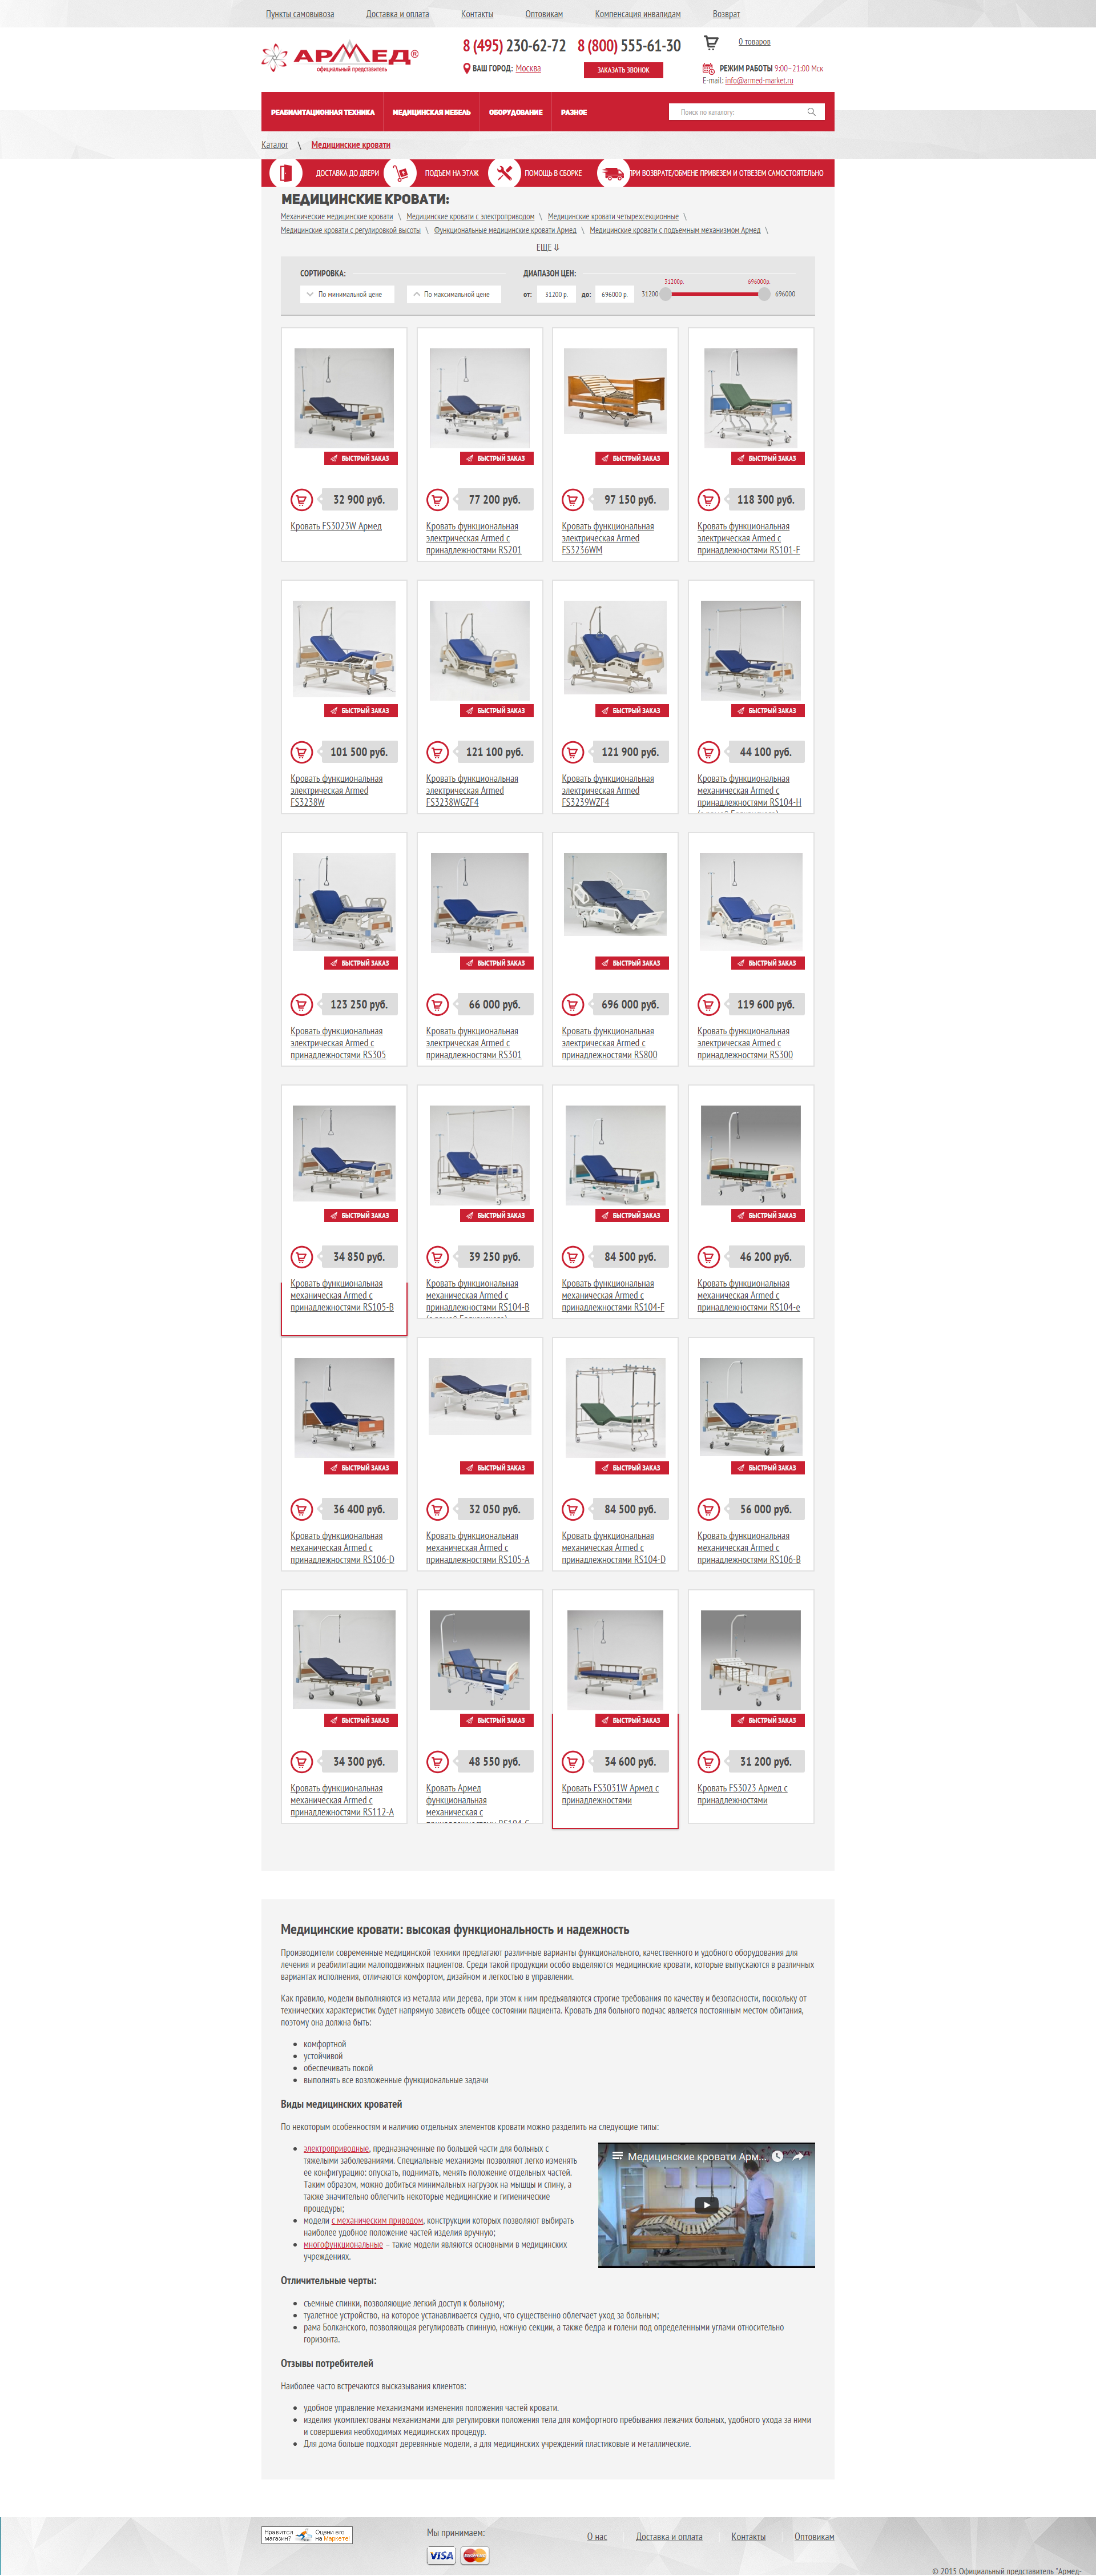 Пункты самовывоза Доставка и оплата Контакты Оптовикам Компенсация инвалидам Возврат
АРМЕД®
официальный представитель
8 (495) 230-62-72 8 (800) 555-61-30
0 товаров
ВАШ ГОРОД: Москва
ЗАКАЗАТЬ ЗВОНОК
РЕЖИМ РАБОТЫ 9:00–21:00 Мск
E-mail: info@armed-market.ru
РЕАБИЛИТАЦИОННАЯ ТЕХНИКА МЕДИЦИНСКАЯ МЕБЕЛЬ ОБОРУДОВАНИЕ РАЗНОЕ
Поиск по каталогу:
Каталог \ Медицинские кровати
ДОСТАВКА ДО ДВЕРИ ПОДЪЕМ НА ЭТАЖ ПОМОЩЬ В СБОРКЕ ПРИ ВОЗВРАТЕ/ОБМЕНЕ ПРИВЕЗЕМ И ОТВЕЗЕМ САМОСТОЯТЕЛЬНО
МЕДИЦИНСКИЕ КРОВАТИ:
Механические медицинские кровати \ Медицинские кровати с электроприводом \ Медицинские кровати четырехсекционные \
Медицинские кровати с регулировкой высоты \ Функциональные медицинские кровати Армед \ Медицинские кровати с подъемным механизмом Армед \
ЕЩЕ ⇓
СОРТИРОВКА: ДИАПАЗОН ЦЕН:
31200р. 696000р.
По минимальной цене По максимальной цене от: 31200 р. до: 696000 р. 31200 696000
БЫСТРЫЙ ЗАКАЗ БЫСТРЫЙ ЗАКАЗ БЫСТРЫЙ ЗАКАЗ БЫСТРЫЙ ЗАКАЗ
32 900 руб. 77 200 руб. 97 150 руб. 118 300 руб.
Кровать FS3023W Армед
Кровать функциональная
электрическая Armed с
принадлежностями RS201
Кровать функциональная
электрическая Armed
FS3236WM
Кровать функциональная
электрическая Armed с
принадлежностями RS101-F
БЫСТРЫЙ ЗАКАЗ БЫСТРЫЙ ЗАКАЗ БЫСТРЫЙ ЗАКАЗ БЫСТРЫЙ ЗАКАЗ
101 500 руб. 121 100 руб. 121 900 руб. 44 100 руб.
Кровать функциональная
электрическая Armed
FS3238W
Кровать функциональная
электрическая Armed
FS3238WGZF4
Кровать функциональная
электрическая Armed
FS3239WZF4
Кровать функциональная
механическая Armed с
принадлежностями RS104-H
БЫСТРЫЙ ЗАКАЗ БЫСТРЫЙ ЗАКАЗ БЫСТРЫЙ ЗАКАЗ БЫСТРЫЙ ЗАКАЗ
123 250 руб. 66 000 руб. 696 000 руб. 119 600 руб.
Кровать функциональная
электрическая Armed с
принадлежностями RS305
Кровать функциональная
электрическая Armed с
принадлежностями RS301
Кровать функциональная
электрическая Armed с
принадлежностями RS800
Кровать функциональная
электрическая Armed с
принадлежностями RS300
БЫСТРЫЙ ЗАКАЗ БЫСТРЫЙ ЗАКАЗ БЫСТРЫЙ ЗАКАЗ БЫСТРЫЙ ЗАКАЗ
34 850 руб. 39 250 руб. 84 500 руб. 46 200 руб.
Кровать функциональная
механическая Armed с
принадлежностями RS105-B
Кровать функциональная
механическая Armed с
принадлежностями RS104-B
Кровать функциональная
механическая Armed с
принадлежностями RS104-F
Кровать функциональная
механическая Armed с
принадлежностями RS104-e
БЫСТРЫЙ ЗАКАЗ БЫСТРЫЙ ЗАКАЗ БЫСТРЫЙ ЗАКАЗ БЫСТРЫЙ ЗАКАЗ
36 400 руб. 32 050 руб. 84 500 руб. 56 000 руб.
Кровать функциональная
механическая Armed с
принадлежностями RS106-D
Кровать функциональная
механическая Armed с
принадлежностями RS105-A
Кровать функциональная
механическая Armed с
принадлежностями RS104-D
Кровать функциональная
механическая Armed с
принадлежностями RS106-B
БЫСТРЫЙ ЗАКАЗ БЫСТРЫЙ ЗАКАЗ БЫСТРЫЙ ЗАКАЗ БЫСТРЫЙ ЗАКАЗ
34 300 руб. 48 550 руб. 34 600 руб. 31 200 руб.
Кровать функциональная
механическая Armed с
принадлежностями RS112-A
Кровать Армед
функциональная
механическая с
Кровать FS3031W Армед с
принадлежностями
Кровать FS3023 Армед с
принадлежностями
Медицинские кровати: высокая функциональность и надежность
Производители современные медицинской техники предлагают различные варианты функционального, качественного и удобного оборудования для
лечения и реабилитации малоподвижных пациентов. Среди такой продукции особо выделяются медицинские кровати, которые выпускаются в различных
вариантах исполнения, отличаются комфортом, дизайном и легкостью в управлении.
Как правило, модели выполняются из металла или дерева, при этом к ним предъявляются строгие требования по качеству и безопасности, поскольку от
технических характеристик будет напрямую зависеть общее состоянии пациента. Кровать для больного подчас является постоянным местом обитания,
поэтому она должна быть:
комфортной
устойчивой
обеспечивать покой
выполнять все возложенные функциональные задачи
Виды медицинских кроватей
По некоторым особенностям и наличию отдельных элементов кровати можно разделить на следующие типы:
электроприводные, предназначенные по большей части для больных с
тяжелыми заболеваниями. Специальные механизмы позволяют легко изменять
ее конфигурацию: опускать, поднимать, менять положение отдельных частей.
Таким образом, можно добиться минимальных нагрузок на мышцы и спину, а
также значительно облегчить некоторые медицинские и гигиенические
процедуры;
модели с механическим приводом, конструкции которых позволяют выбирать
наиболее удобное положение частей изделия вручную;
многофункциональные – такие модели являются основными в медицинских
учреждениях.
Медицинские кровати Арм...
Отличительные черты:
съемные спинки, позволяющие легкий доступ к больному;
туалетное устройство, на которое устанавливается судно, что существенно облегчает уход за больным;
рама Болканского, позволяющая регулировать спинную, ножную секции, а также бедра и голени под определенными углами относительно
горизонта.
Отзывы потребителей
Наиболее часто встречаются высказывания клиентов:
удобное управление механизмами изменения положения частей кровати.
изделия укомплектованы механизмами для регулировки положения тела для комфортного пребывания лежачих больных, удобного ухода за ними
и совершения необходимых медицинских процедур.
Для дома больше подходят деревянные модели, а для медицинских учреждений пластиковые и металлические.
Нравится магазин? Оцени его на Маркете!
Мы принимаем:
VISA MasterCard
О нас Доставка и оплата Контакты Оптовикам
© 2015 Официальный представитель "Армед-